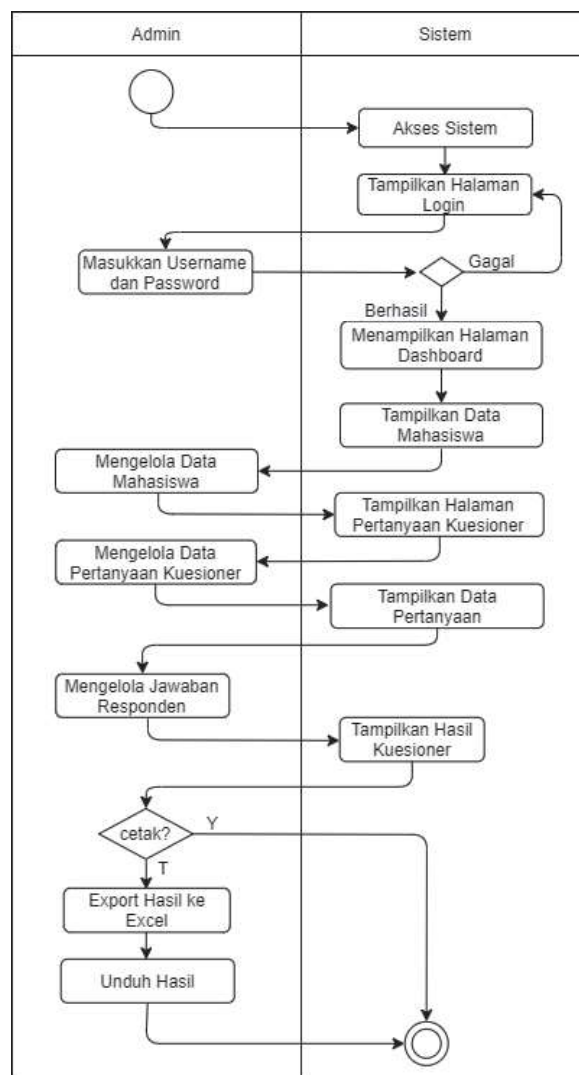 Admin
Sistem
Akses Sistem
Tampilkan Halaman
Login
Masukkan Username
dan Password
Gagal
Berhasil
Menampilkan Halaman
Dashboard
Tampilkan Data
Mahasiswa
Mengelola Data
Mahasiswa
Tampilkan Halaman
Pertanyaan Kuesioner
Mengelola Data
Pertanyaan Kuesioner
Tampilkan Data
Pertanyaan
Mengelola Jawaban
Responden
Tampilkan Hasil
Kuesioner
cetak?
Y
T
Export Hasil ke
Excel
Unduh Hasil